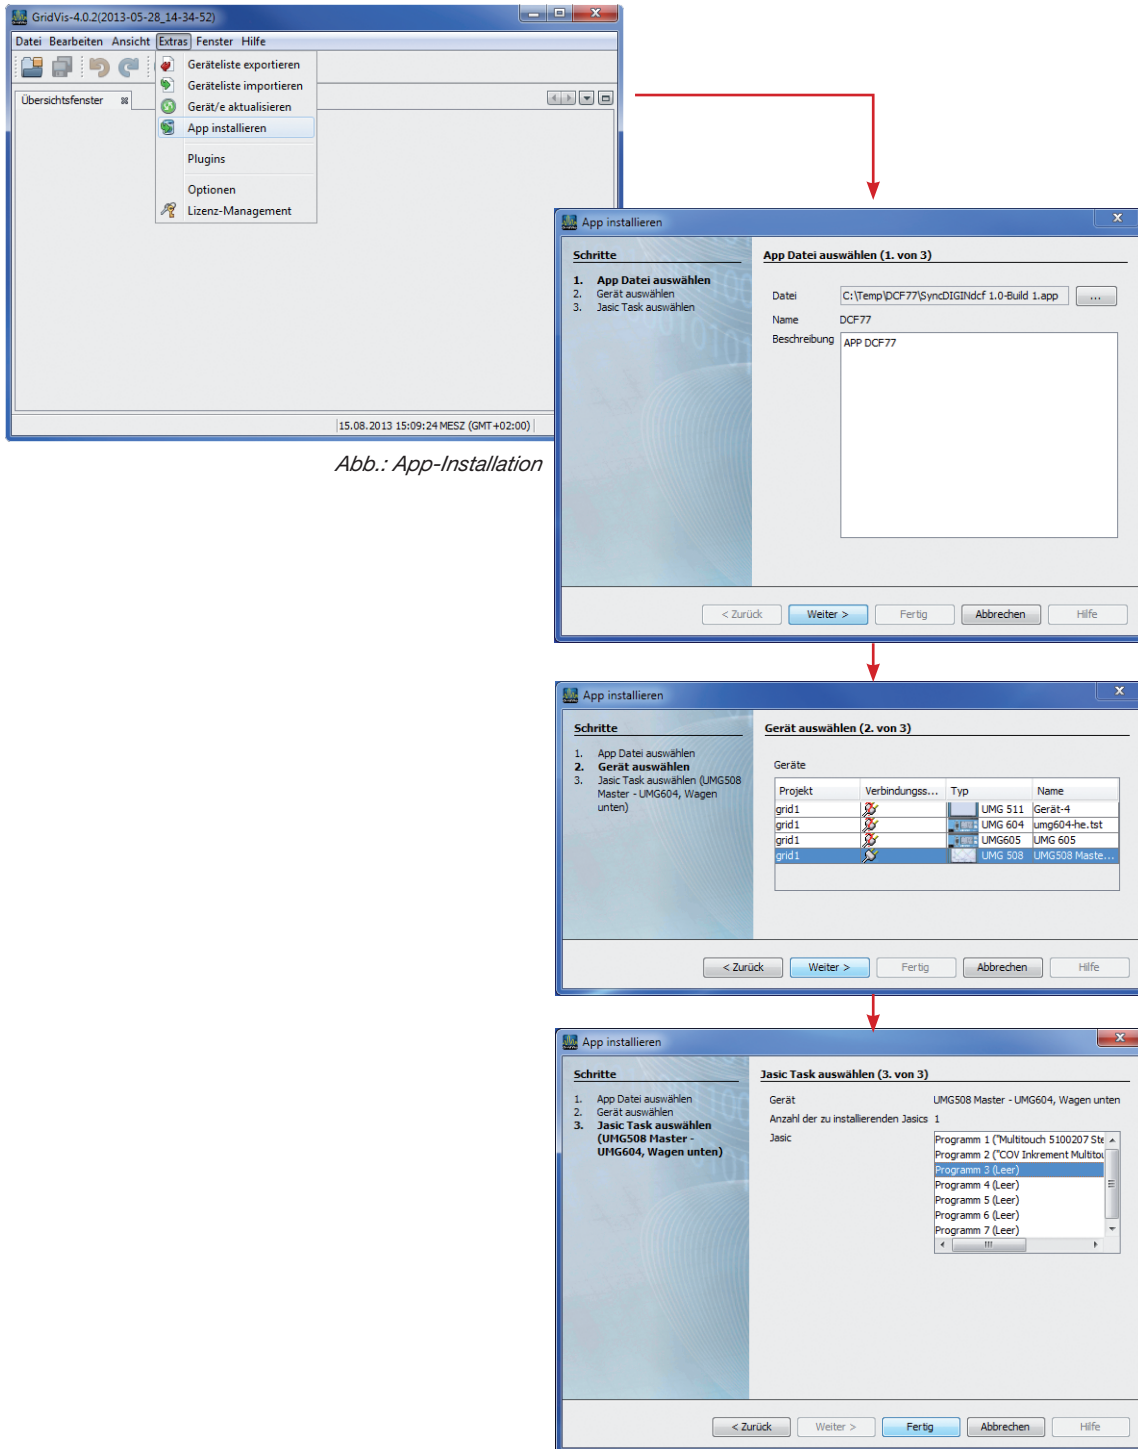 GridVis-4.0.2(2013-05-28_14-34-52)
Datei Bearbeiten Ansicht Extras Fenster Hilfe
Geräteliste exportieren
Geräteliste importieren
Gerät/e aktualisieren
App installieren
Plugins
Optionen
Lizenz-Management
Übersichtsfenster
15.08.2013 15:09:24 MESZ (GMT+02:00)
Abb.: App-Installation
App installieren
Schritte
1. App Datei auswählen
2. Gerät auswählen
3. Jasic Task auswählen
App Datei auswählen (1. von 3)
Datei C:\Temp\DCF77\SyncDIGINdcf 1.0-Build 1.app ...
Name DCF77
Beschreibung APP DCF77
< Zurück Weiter > Fertig Abbrechen Hilfe
App installieren
Schritte
1. App Datei auswählen
2. Gerät auswählen
3. Jasic Task auswählen (UMG508
Master - UMG604, Wagen
unten)
Gerät auswählen (2. von 3)
Geräte
Projekt Verbindungss... Typ Name
grid1 UMG 511 Gerät-4
grid1 UMG 604 umg604-he.tst
grid1 UMG605 UMG 605
grid1 UMG 508 UMG508 Maste...
< Zurück Weiter > Fertig Abbrechen Hilfe
App installieren
Schritte
1. App Datei auswählen
2. Gerät auswählen
3. Jasic Task auswählen
(UMG508 Master -
UMG604, Wagen unten)
Jasic Task auswählen (3. von 3)
Gerät UMG508 Master - UMG604, Wagen unten
Anzahl der zu installierenden Jasics 1
Jasic
Programm 1 ("Multitouch 5100207 Ste
Programm 2 ("COV Inkrement Multitou
Programm 3 (Leer)
Programm 4 (Leer)
Programm 5 (Leer)
Programm 6 (Leer)
Programm 7 (Leer)
< Zurück Weiter > Fertig Abbrechen Hilfe